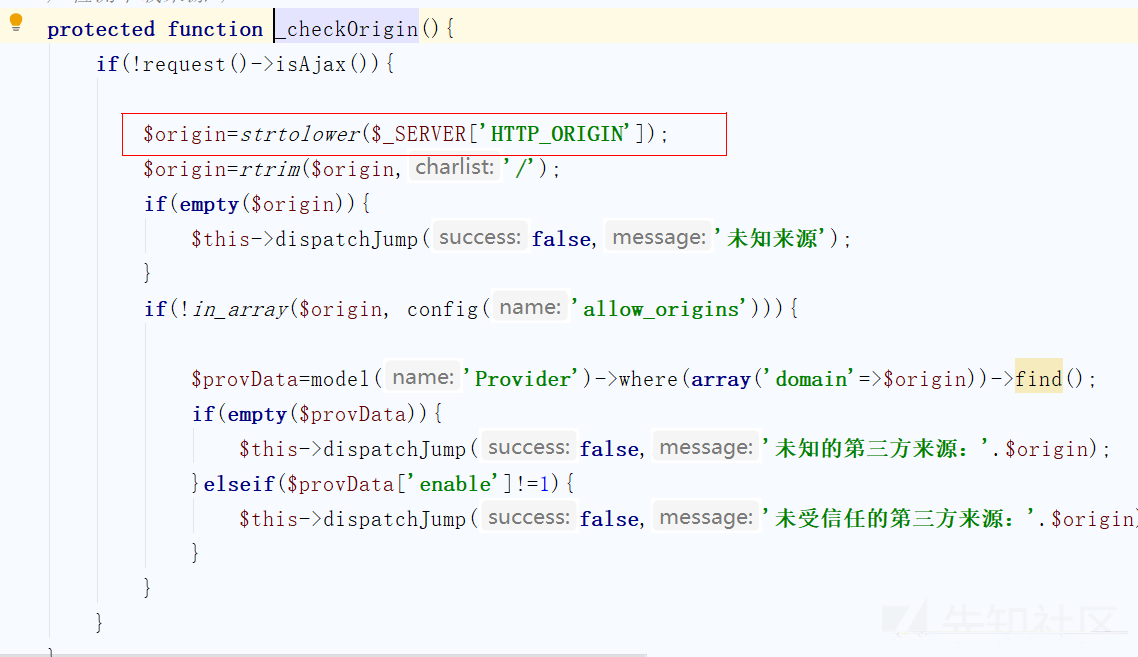 protected function _checkOrigin(){
if(!request()->isAjax()){
$origin=strtolower($_SERVER['HTTP_ORIGIN']);
$origin=rtrim($origin, charlist: '/');
if(empty($origin)){
$this->dispatchJump( success: false, message: '未知来源');
}
if(!in_array($origin, config( name: 'allow_origins'))){
$provData=model( name: 'Provider')->where(array('domain'=>$origin))->find();
if(empty($provData)){
$this->dispatchJump( success: false, message: '未知的第三方来源：'.$origin);
}elseif($provData['enable']!=1){
$this->dispatchJump( success: false, message: '未受信任的第三方来源：'.$origin)
}
}
}
}
先知社区